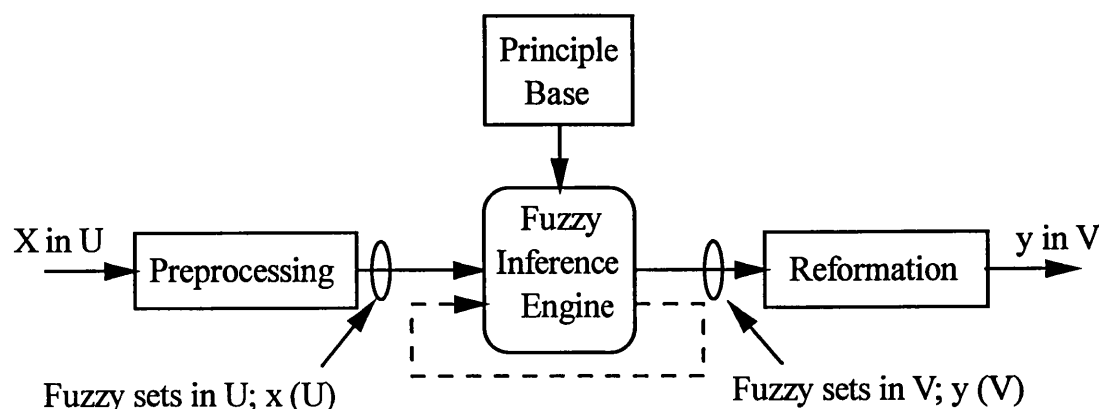 Principle
Base
X in U
Preprocessing
Fuzzy
Inference
Engine
Reformation
y in V
Fuzzy sets in U; x (U)
Fuzzy sets in V; y (V)